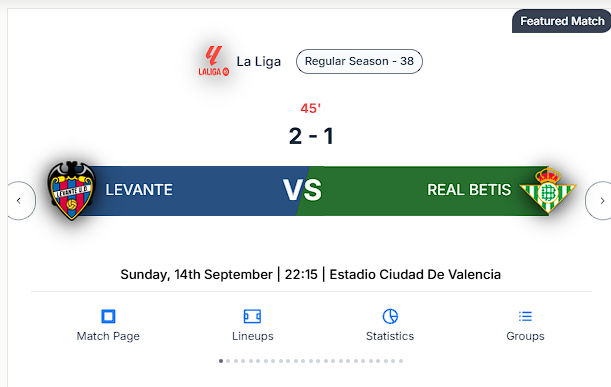 Featured Match
LALIGA
La Liga
Regular Season - 38
45'
2 - 1
LEVANTE U.D.
LEVANTE
VS
REAL BETIS
Sunday, 14th September | 22:15 | Estadio Ciudad De Valencia
Match Page
Lineups
Statistics
Groups